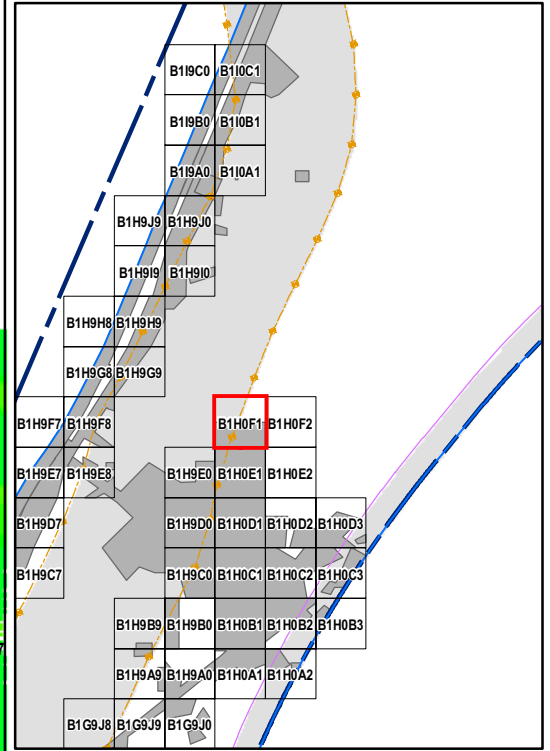 B1I9C0 B1I0C1
B1I9B0 B1I0B1
B1I9A0 B1I0A1
B1H9J9 B1H9J0
B1H9I9 B1H9I0
B1H9H8 B1H9H9
B1H9G8 B1H9G9
B1H9F7 B1H9F8 B1H0F1 B1H0F2
B1H9E7 B1H9E8 B1H9E0 B1H0E1 B1H0E2
B1H9D7 B1H9D0 B1H0D1 B1H0D2 B1H0D3
B1H9C7 B1H9C0 B1H0C1 B1H0C2 B1H0C3
B1H9B9 B1H9B0 B1H0B1 B1H0B2 B1H0B3
B1H9A9 B1H9A0 B1H0A1 B1H0A2
B1G9J8 B1G9J9 B1G9J0